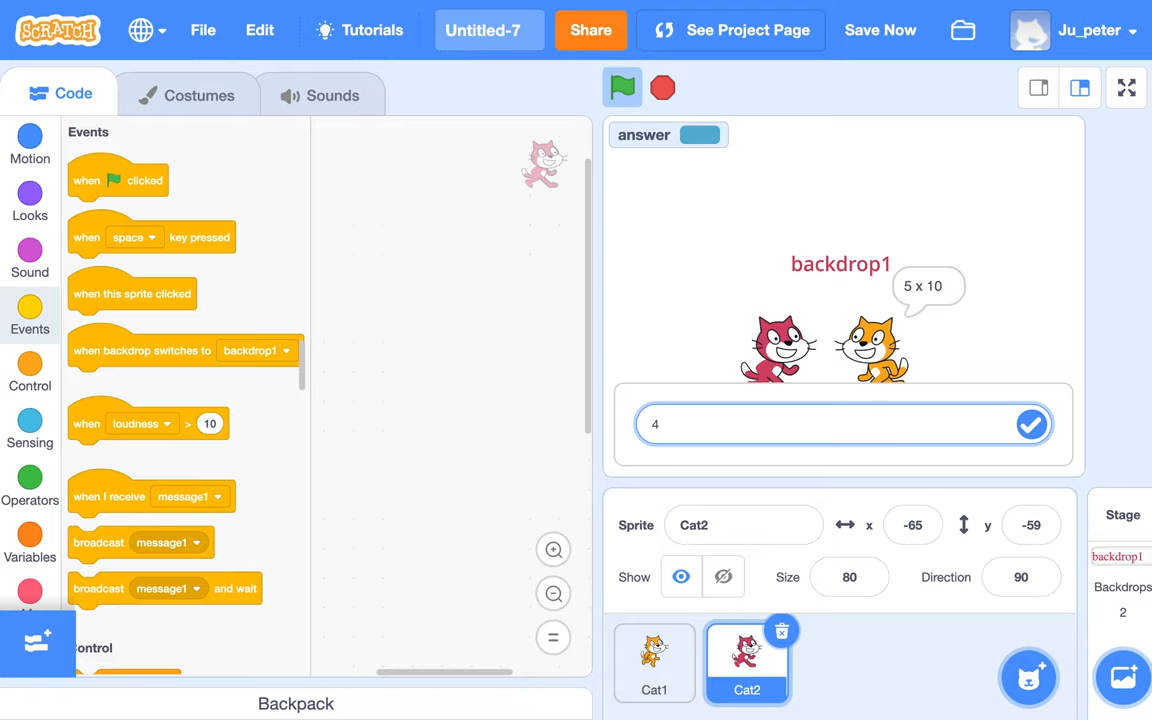 SCRATCH File Edit Tutorials Untitled-7 Share See Project Page Save Now Ju_peter
Code Costumes Sounds
Motion
Looks
Sound
Events
Control
Sensing
Operators
Variables
Events
when clicked
when space key pressed
when this sprite clicked
when backdrop switches to backdrop1
when loudness > 10
when I receive message1
broadcast message1
broadcast message1 and wait
ontrol
Backpack
answer
backdrop1
5 x 10
4
Sprite Cat2 x -65 y -59
Show Size 80 Direction 90
Cat1
Cat2
Stage
backdrop1
Backdrops
2